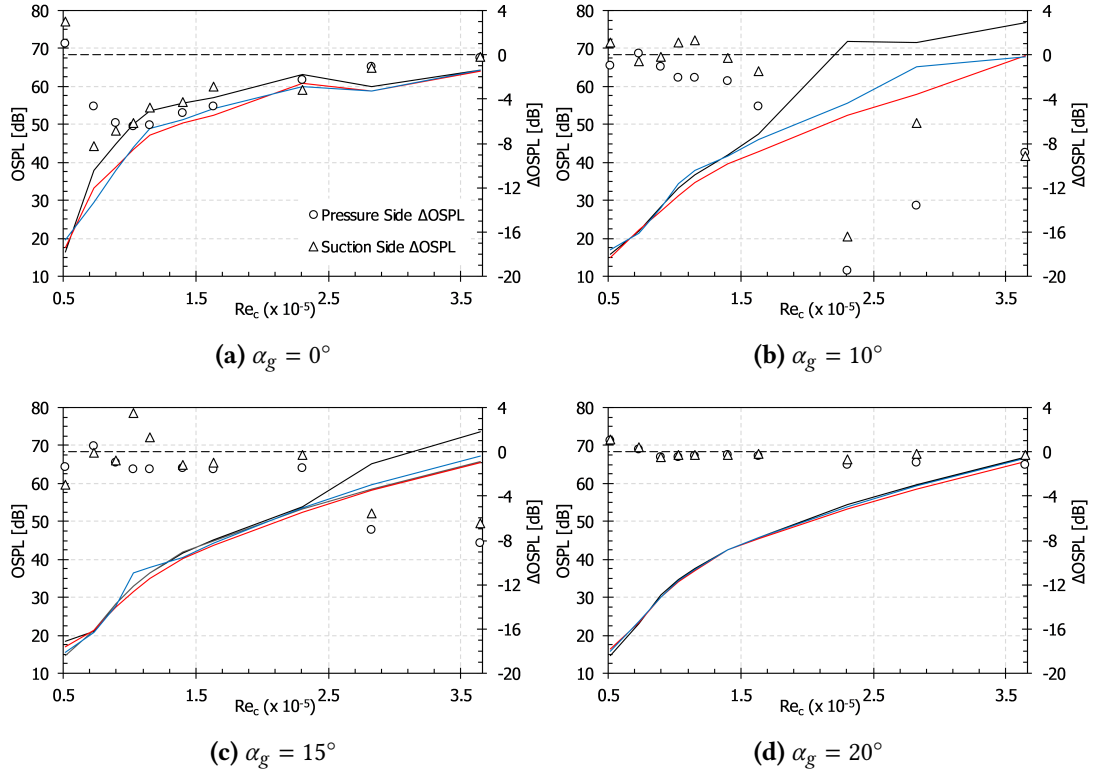 80
70
60
50
40
30
20
10
OSPL [dB]
4
0
-4
-8
-12
-16
-20
ΔOSPL [dB]
Pressure Side ΔOSPL
Suction Side ΔOSPL
0.5 1.5 2.5 3.5
Re_c (x 10^-5)
(a) α_g = 0°
80
70
60
50
40
30
20
10
OSPL [dB]
4
0
-4
-8
-12
-16
-20
ΔOSPL [dB]
0.5 1.5 2.5 3.5
Re_c (x 10^-5)
(b) α_g = 10°
80
70
60
50
40
30
20
10
OSPL [dB]
4
0
-4
-8
-12
-16
-20
ΔOSPL [dB]
0.5 1.5 2.5 3.5
Re_c (x 10^-5)
(c) α_g = 15°
80
70
60
50
40
30
20
10
OSPL [dB]
4
0
-4
-8
-12
-16
-20
ΔOSPL [dB]
0.5 1.5 2.5 3.5
Re_c (x 10^-5)
(d) α_g = 20°